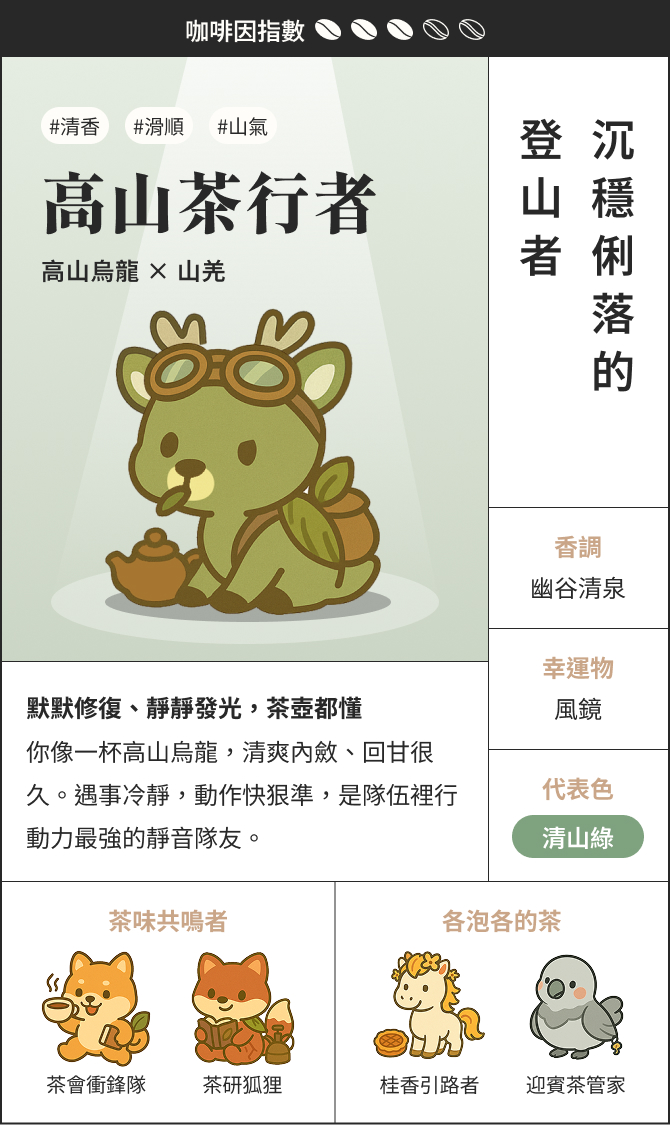 咖啡因指數
#清香 #滑順 #山氣
高山茶行者
高山烏龍 × 山羌
沉穩俐落的
登山者
香調
幽谷清泉
幸運物
風鏡
代表色
清山綠
默默修復、靜靜發光，茶壺都懂
你像一杯高山烏龍，清爽內斂、回甘很
久。遇事冷靜，動作快狠準，是隊伍裡行
動力最強的靜音隊友。
茶味共鳴者
茶會衝鋒隊 茶研狐狸
各泡各的茶
桂香引路者 迎賓茶管家